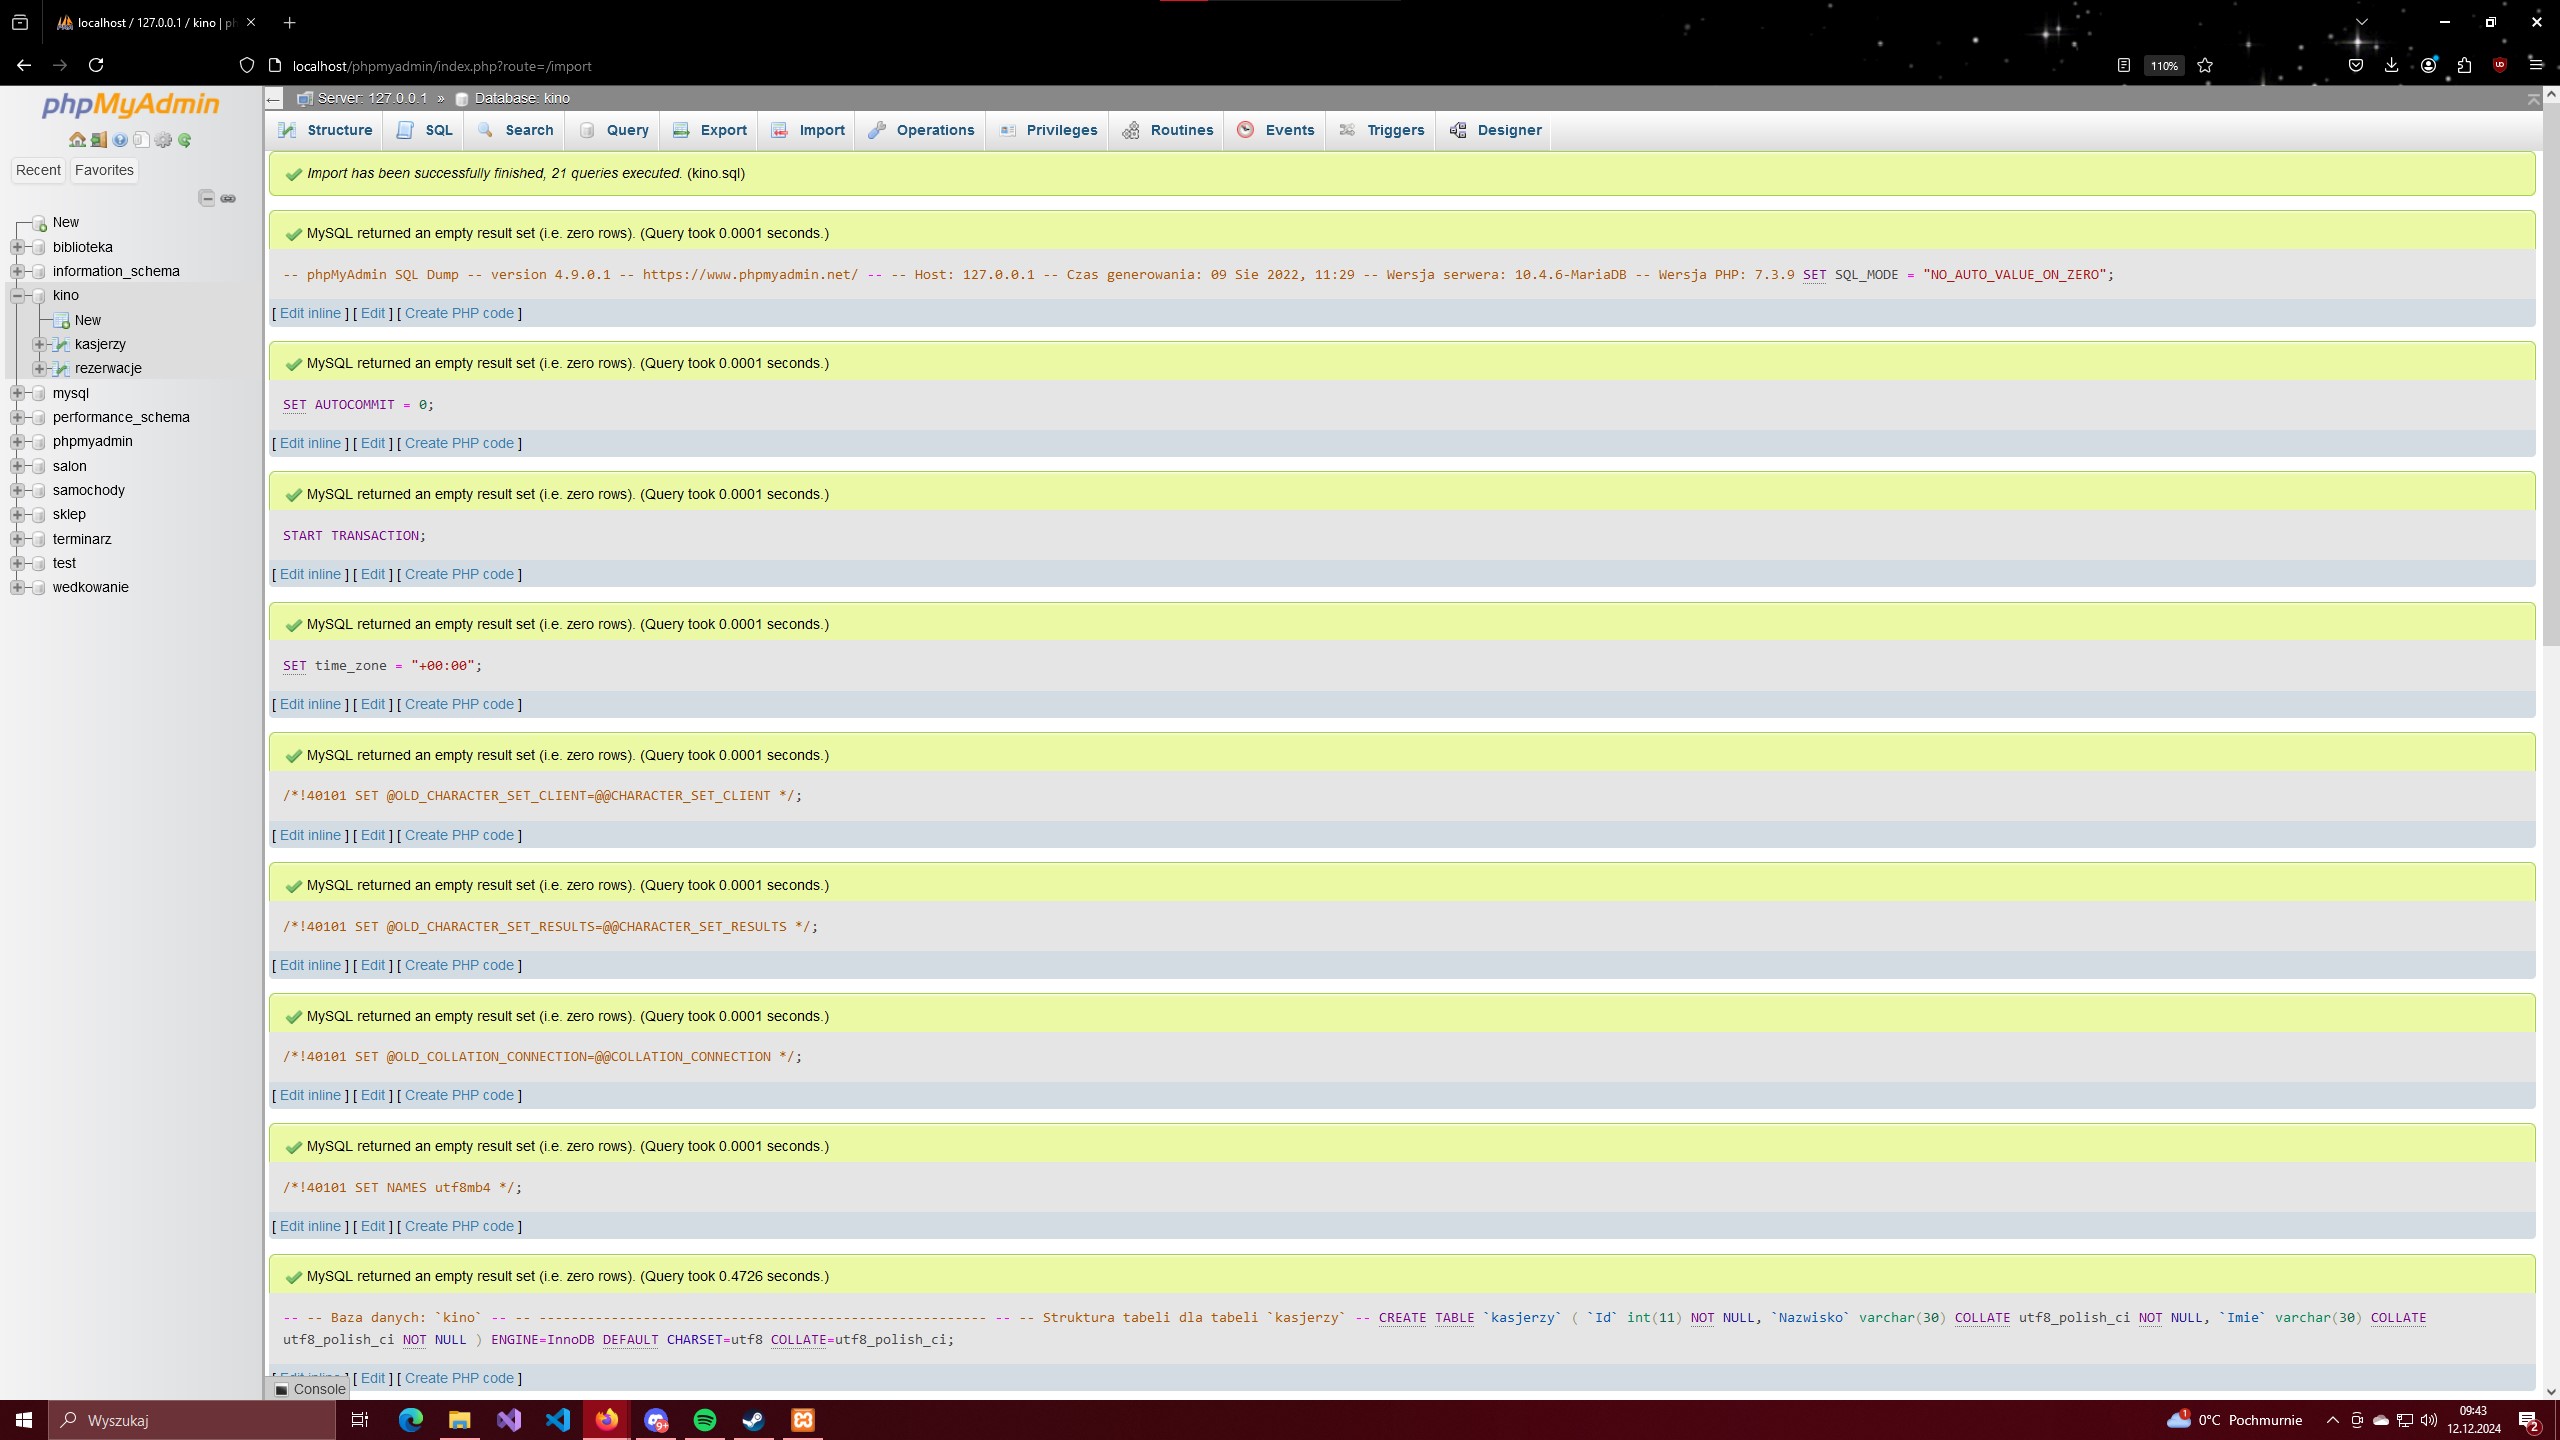 localhost / 127.0.0.1 / kino | ph
localhost/phpmyadmin/index.php?route=/import
110%
phpMyAdmin
Recent
Favorites
New
biblioteka
information_schema
kino
New
kasjerzy
rezerwacje
mysql
performance_schema
phpmyadmin
salon
samochody
sklep
terminarz
test
wedkowanie
Server: 127.0.0.1 » Database: kino
Structure SQL Search Query Export Import Operations Privileges Routines Events Triggers Designer
Import has been successfully finished, 21 queries executed. (kino.sql)
MySQL returned an empty result set (i.e. zero rows). (Query took 0.0001 seconds.)
-- phpMyAdmin SQL Dump -- version 4.9.0.1 -- https://www.phpmyadmin.net/ -- -- Host: 127.0.0.1 -- Czas generowania: 09 Sie 2022, 11:29 -- Wersja serwera: 10.4.6-MariaDB -- Wersja PHP: 7.3.9 SET SQL_MODE = "NO_AUTO_VALUE_ON_ZERO";
[ Edit inline ] [ Edit ] [ Create PHP code ]
MySQL returned an empty result set (i.e. zero rows). (Query took 0.0001 seconds.)
SET AUTOCOMMIT = 0;
[ Edit inline ] [ Edit ] [ Create PHP code ]
MySQL returned an empty result set (i.e. zero rows). (Query took 0.0001 seconds.)
START TRANSACTION;
[ Edit inline ] [ Edit ] [ Create PHP code ]
MySQL returned an empty result set (i.e. zero rows). (Query took 0.0001 seconds.)
SET time_zone = "+00:00";
[ Edit inline ] [ Edit ] [ Create PHP code ]
MySQL returned an empty result set (i.e. zero rows). (Query took 0.0001 seconds.)
/*!40101 SET @OLD_CHARACTER_SET_CLIENT=@@CHARACTER_SET_CLIENT */;
[ Edit inline ] [ Edit ] [ Create PHP code ]
MySQL returned an empty result set (i.e. zero rows). (Query took 0.0001 seconds.)
/*!40101 SET @OLD_CHARACTER_SET_RESULTS=@@CHARACTER_SET_RESULTS */;
[ Edit inline ] [ Edit ] [ Create PHP code ]
MySQL returned an empty result set (i.e. zero rows). (Query took 0.0001 seconds.)
/*!40101 SET @OLD_COLLATION_CONNECTION=@@COLLATION_CONNECTION */;
[ Edit inline ] [ Edit ] [ Create PHP code ]
MySQL returned an empty result set (i.e. zero rows). (Query took 0.0001 seconds.)
/*!40101 SET NAMES utf8mb4 */;
[ Edit inline ] [ Edit ] [ Create PHP code ]
MySQL returned an empty result set (i.e. zero rows). (Query took 0.4726 seconds.)
-- -- Baza danych: `kino` -- -- -------------------------------------------------------- -- -- Struktura tabeli dla tabeli `kasjerzy` -- CREATE TABLE `kasjerzy` ( `Id` int(11) NOT NULL, `Nazwisko` varchar(30) COLLATE utf8_polish_ci NOT NULL, `Imie` varchar(30) COLLATE
utf8_polish_ci NOT NULL ) ENGINE=InnoDB DEFAULT CHARSET=utf8 COLLATE=utf8_polish_ci;
[ Edit inline ] [ Edit ] [ Create PHP code ]
Console
Wyszukaj
9+
1
0°C Pochmurnie
09:43
12.12.2024
2